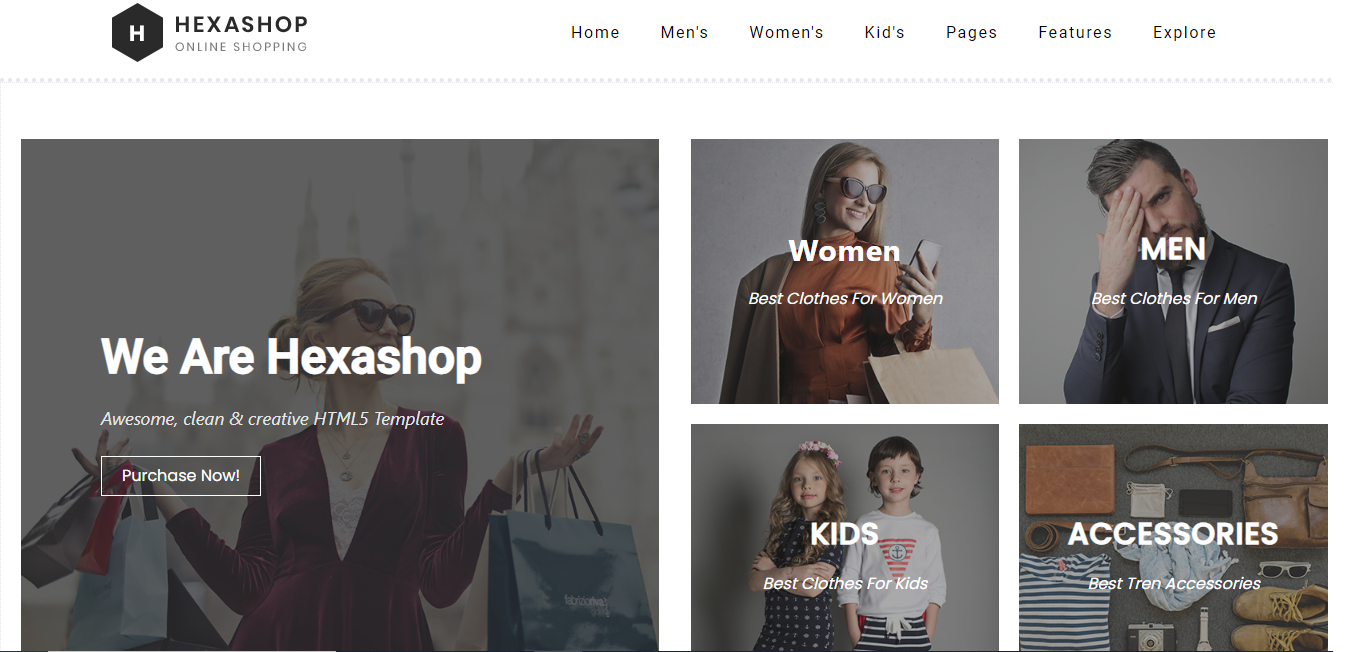 H
HEXASHOP
ONLINE SHOPPING
Home Men's Women's Kid's Pages Features Explore
We Are Hexashop
Awesome, clean & creative HTML5 Template
Purchase Now!
Women
Best Clothes For Women
MEN
Best Clothes For Men
KIDS
Best Clothes For Kids
ACCESSORIES
Best Tren Accessories